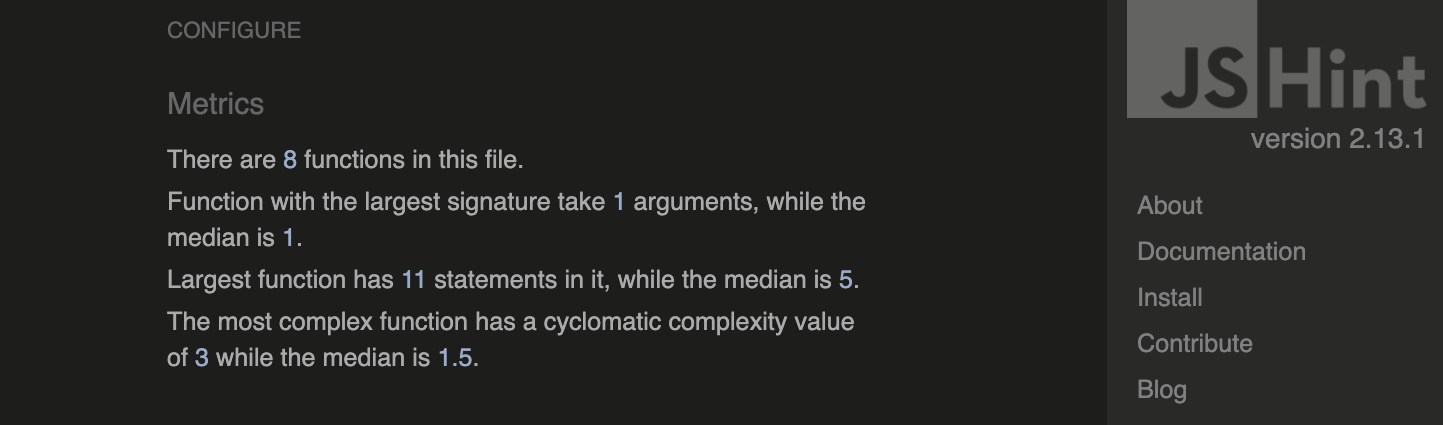 CONFIGURE
Metrics
There are 8 functions in this file.
Function with the largest signature take 1 arguments, while the
median is 1.
Largest function has 11 statements in it, while the median is 5.
The most complex function has a cyclomatic complexity value
of 3 while the median is 1.5.
JSHint
version 2.13.1
About
Documentation
Install
Contribute
Blog